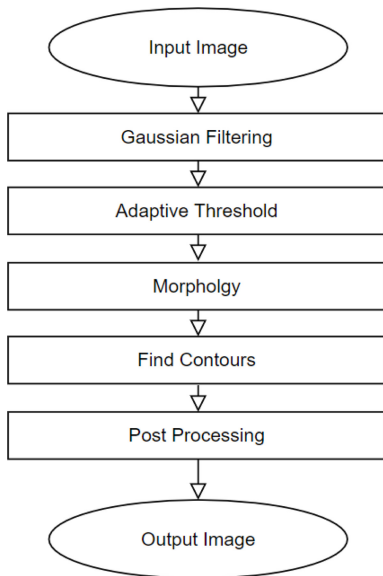 Input Image
Gaussian Filtering
Adaptive Threshold
Morpholgy
Find Contours
Post Processing
Output Image